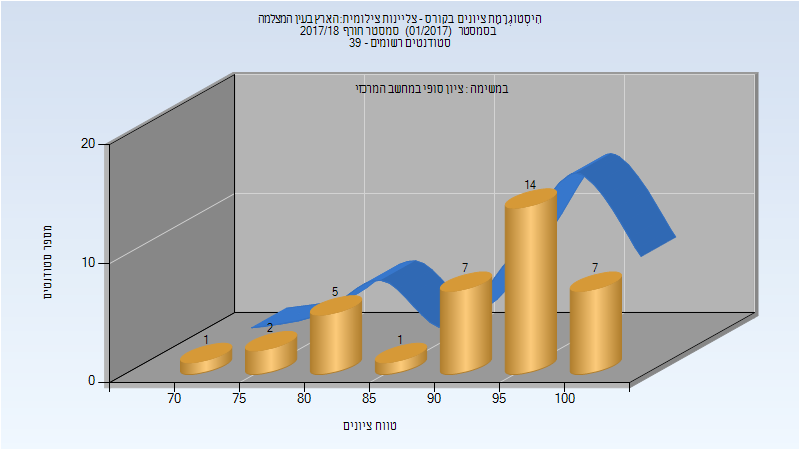 הִיסטוֹגרָמַת ציונים בקורס - צליינות צילומית:הארץ בעין המצלמה
בסמסטר  (01/2017)  סמסטר חורף 2017/18
סטודנטים רשומים - 39
במשימה : ציון סופי במחשב המרכזי
מספר סטודנטים
20
10
0
1
2
5
1
7
14
7
70
75
80
85
90
95
100
טווח ציונים